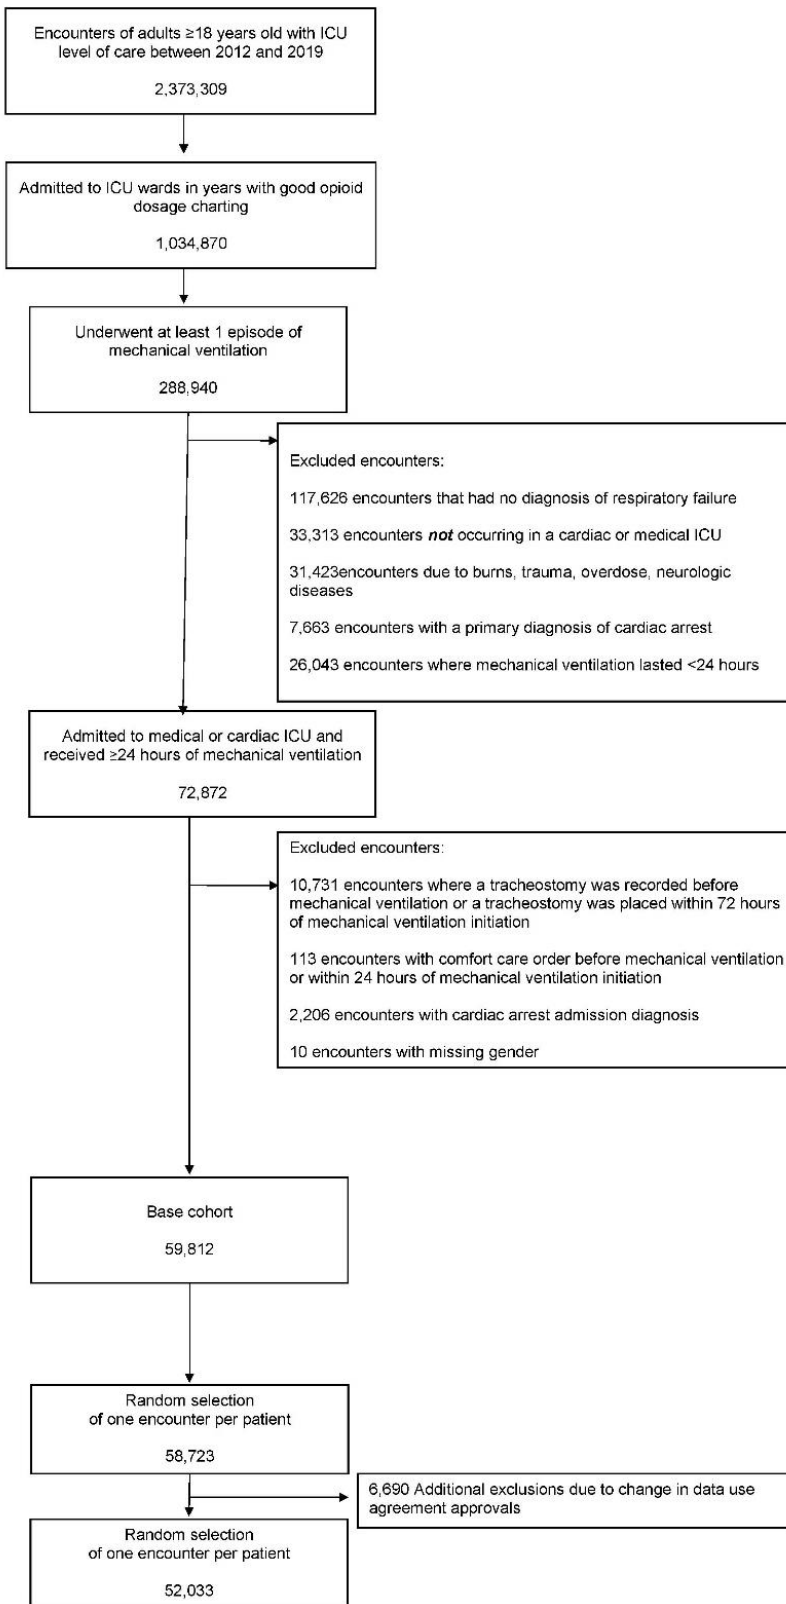 Encounters of adults ≥18 years old with ICU
level of care between 2012 and 2019
2,373,309
Admitted to ICU wards in years with good opioid
dosage charting
1,034,870
Underwent at least 1 episode of
mechanical ventilation
288,940
Excluded encounters:
117,626 encounters that had no diagnosis of respiratory failure
33,313 encounters not occurring in a cardiac or medical ICU
31,423encounters due to burns, trauma, overdose, neurologic
diseases
7,663 encounters with a primary diagnosis of cardiac arrest
26,043 encounters where mechanical ventilation lasted <24 hours
Admitted to medical or cardiac ICU and
received ≥24 hours of mechanical ventilation
72,872
Excluded encounters:
10,731 encounters where a tracheostomy was recorded before
mechanical ventilation or a tracheostomy was placed within 72 hours
of mechanical ventilation initiation
113 encounters with comfort care order before mechanical ventilation
or within 24 hours of mechanical ventilation initiation
2,206 encounters with cardiac arrest admission diagnosis
10 encounters with missing gender
Base cohort
59,812
Random selection
of one encounter per patient
58,723
6,690 Additional exclusions due to change in data use
agreement approvals
Random selection
of one encounter per patient
52,033